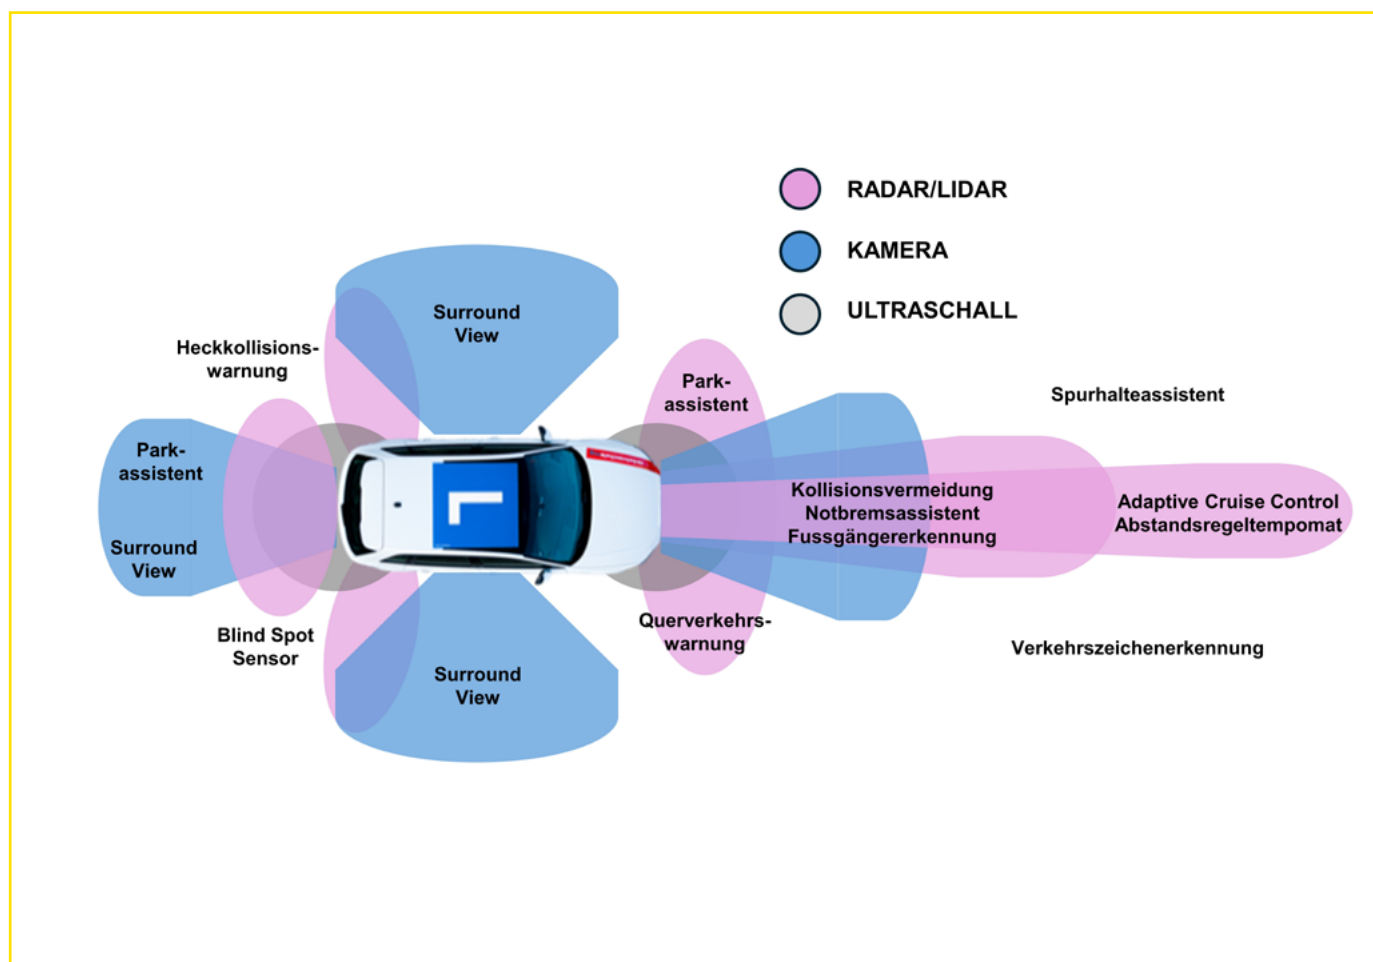 RADAR/LIDAR
KAMERA
ULTRASCHALL
Surround
View
Heckkollisions-
warnung
Park-
assistent
Spurhalteassistent
Park-
assistent
Surround
View
L
Kollisionsvermeidung
Notbremsassistent
Fussgängererkennung
Adaptive Cruise Control
Abstandsregeltempomat
Blind Spot
Sensor
Querverkehrs-
warnung
Verkehrszeichenerkennung
Surround
View